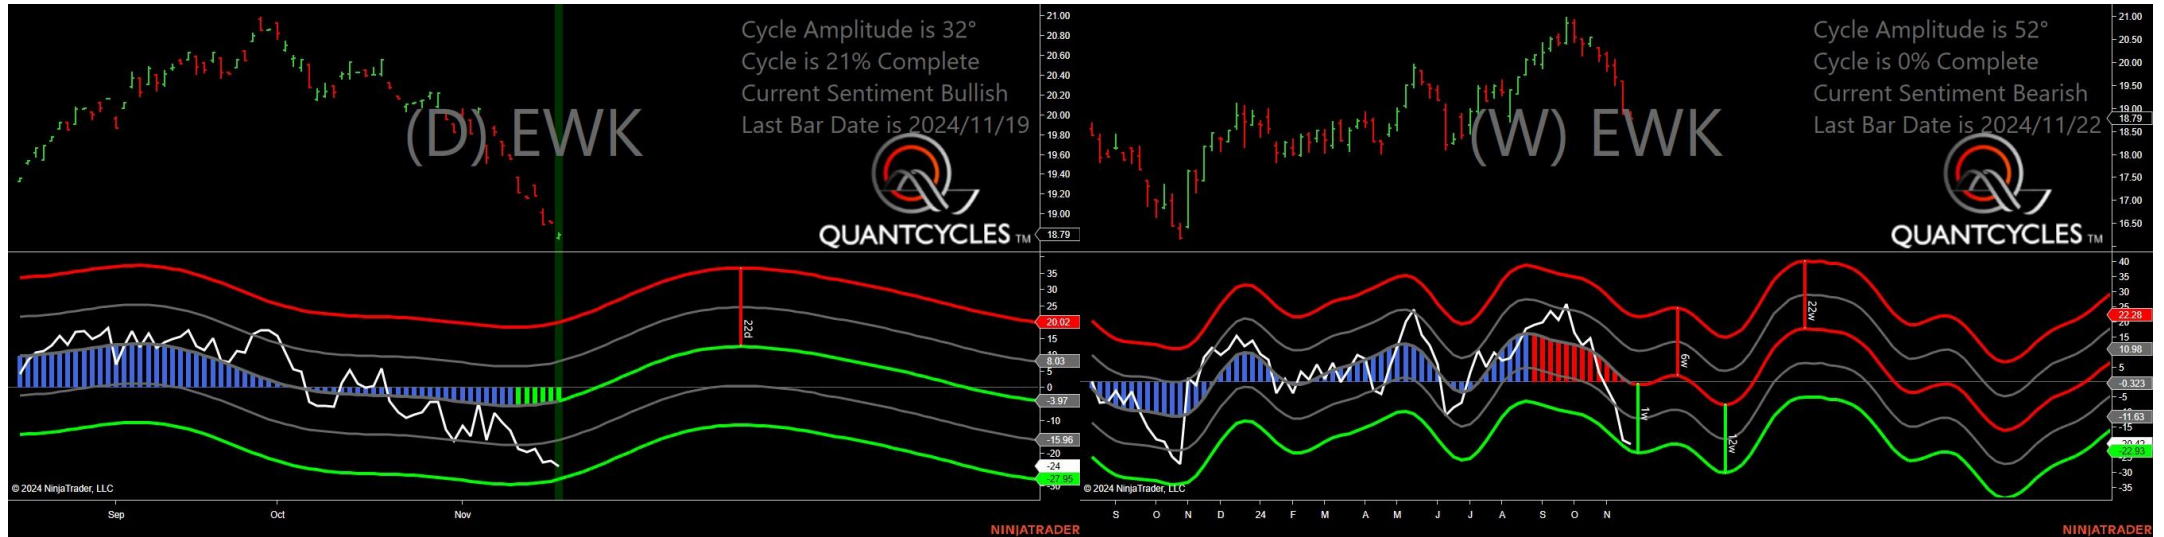 Cycle Amplitude is 32°
Cycle is 21% Complete
Current Sentiment Bullish
Last Bar Date is 2024/11/19
(D) EWK
QUANTCYCLES TM
21.00
20.80
20.60
20.40
20.20
20.00
19.80
19.60
19.40
19.20
19.00
18.79
35
30
25
20.02
15
8.03
5
0
-3.97
-10
-15.96
-20
-24
-27.95
22d
© 2024 NinjaTrader, LLC
Sep Oct Nov
NINJATRADER
Cycle Amplitude is 52°
Cycle is 0% Complete
Current Sentiment Bearish
Last Bar Date is 2024/11/22
(W) EWK
QUANTCYCLES TM
21.00
20.50
20.00
19.50
19.00
18.79
18.50
18.00
17.50
17.00
16.50
40
35
30
25
22.28
15
10.98
5
-0.323
-5
-11.63
-15
-22.93
-30
-35
1w
6w
12w
22w
© 2024 NinjaTrader, LLC
S O N D 24 F M A M J J A S O N
NINJATRADER